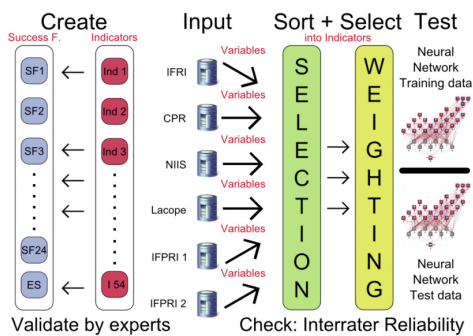 Create
Input
Sort + Select
Test
Success F.
Indicators
Variables
into Indicators
SF1
Ind 1
IFRI
Variables
SF2
Ind 2
CPR
Variables
SF3
Ind 3
NIIS
Variables
Lacope
Variables
SF24
IFPRI 1
Variables
ES
I 54
IFPRI 2
SELECTION
WEIGHTING
Neural
Network
Training data
Neural
Network
Test data
Validate by experts
Check: Interrater Reliability